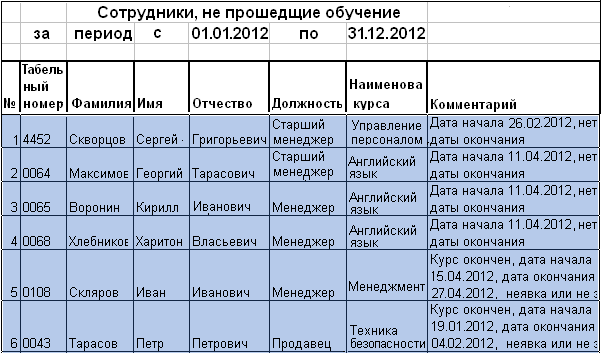 Сотрудники, не прошедщие обучение
за период с 01.01.2012 по 31.12.2012
№ Табель ный номер Фамилия Имя Отчество Должность Наименова курса Комментарий
1 4452 Скворцов Сергей Григорьевич Старший менеджер Управление персоналом Дата начала 26.02.2012, нет даты окончания
2 0064 Максимов Георгий Тарасович Старший менеджер Английский язык Дата начала 11.04.2012, нет даты окончания
3 0065 Воронин Кирилл Иванович Менеджер Английский язык Дата начала 11.04.2012, нет даты окончания
4 0068 Хлебников Харитон Власьевич Менеджер Английский язык Дата начала 11.04.2012, нет даты окончания
5 0108 Скляров Иван Иванович Менеджер Менеджмент Курс окончен, дата начала 15.04.2012, дата окончания 27.04.2012, неявка или не з
6 0043 Тарасов Петр Петрович Продавец Техника безопасности Курс окончен, дата начала 19.01.2012, дата окончания 04.02.2012, неявка или не з